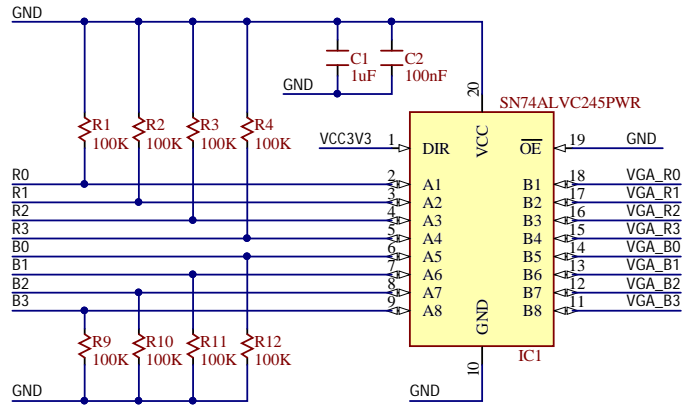 GND
C1
1uF
C2
100nF
GND
20
SN74ALVC245PWR
R1
100K
R2
100K
R3
100K
R4
100K
VCC3V3
1
DIR
VCC
OE
19
GND
R0
2
A1
B1
18
VGA_R0
R1
3
A2
B2
17
VGA_R1
R2
4
A3
B3
16
VGA_R2
R3
5
A4
B4
15
VGA_R3
B0
6
A5
B5
14
VGA_B0
B1
7
A6
B6
13
VGA_B1
B2
8
A7
B7
12
VGA_B2
B3
9
A8
B8
11
VGA_B3
GND
R9
100K
R10
100K
R11
100K
R12
100K
10
IC1
GND
GND